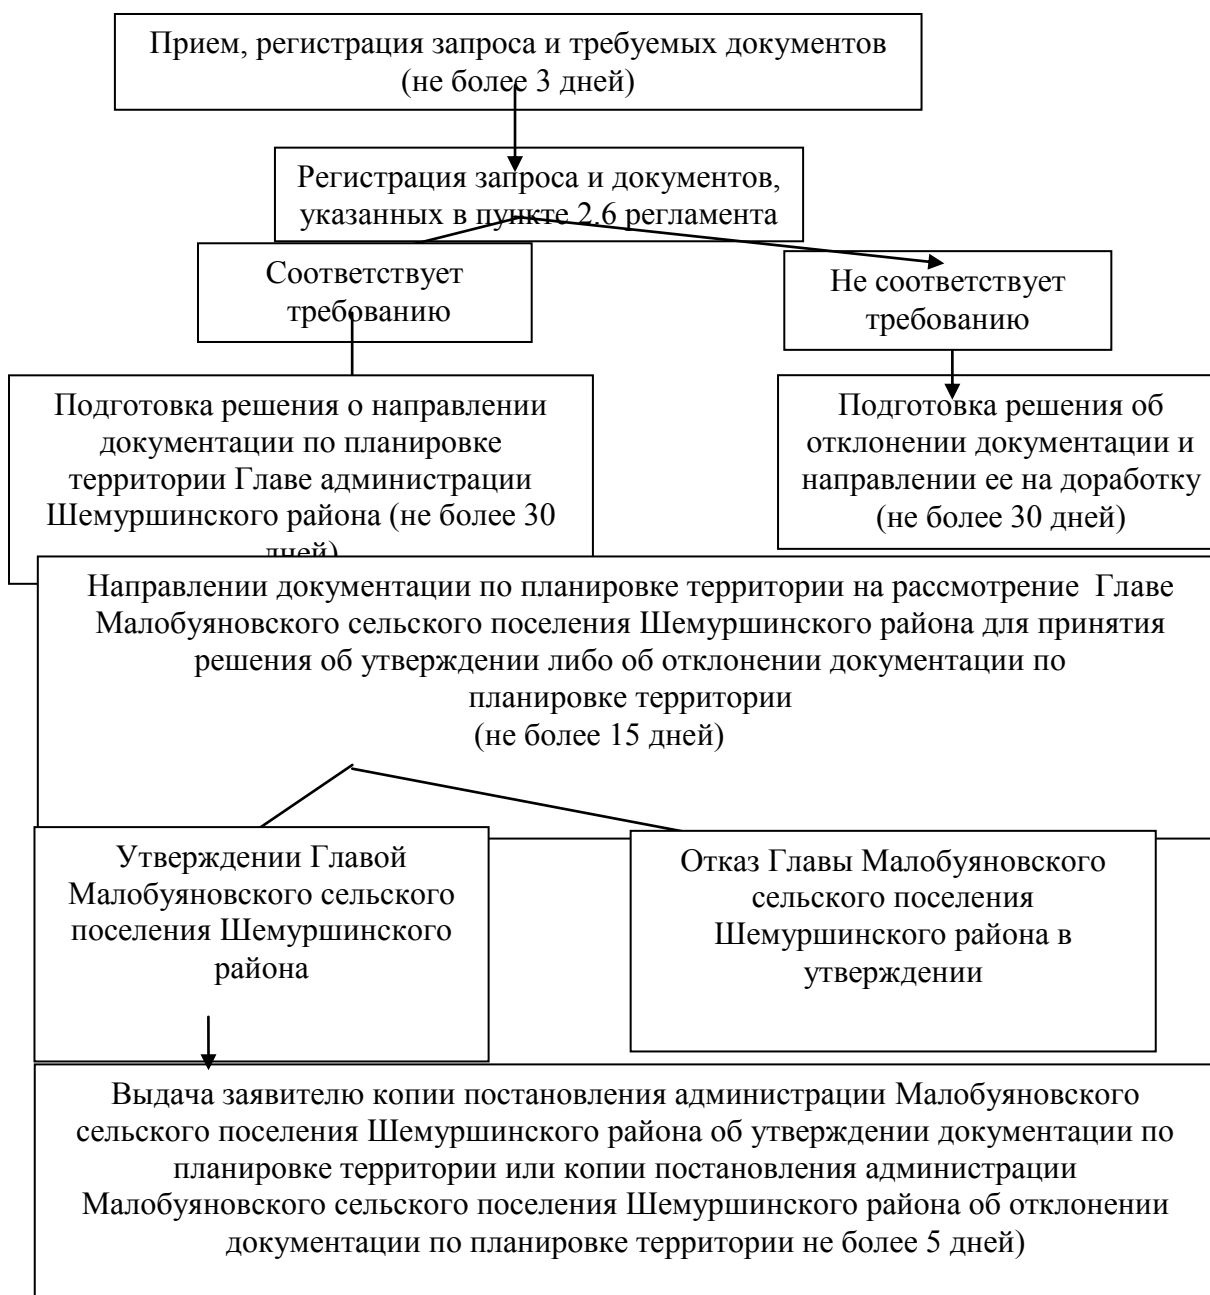 Прием, регистрация запроса и требуемых документов
(не более 3 дней)
Регистрация запроса и документов,
указанных в пункте 2.6 регламента
Соответствует
требованию
Не соответствует
требованию
Подготовка решения о направлении
документации по планировке
территории Главе администрации
Шемуршинского района (не более 30
дней)
Подготовка решения об
отклонении документации и
направлении ее на доработку
(не более 30 дней)
Направлении документации по планировке территории на рассмотрение Главе
Малобуяновского сельского поселения Шемуршинского района для принятия
решения об утверждении либо об отклонении документации по
планировке территории
(не более 15 дней)
Утверждении Главой
Малобуяновского сельского
поселения Шемуршинского
района
Отказ Главы Малобуяновского
сельского поселения
Шемуршинского района в
утверждении
Выдача заявителю копии постановления администрации Малобуяновского
сельского поселения Шемуршинского района об утверждении документации по
планировке территории или копии постановления администрации
Малобуяновского сельского поселения Шемуршинского района об отклонении
документации по планировке территории не более 5 дней)